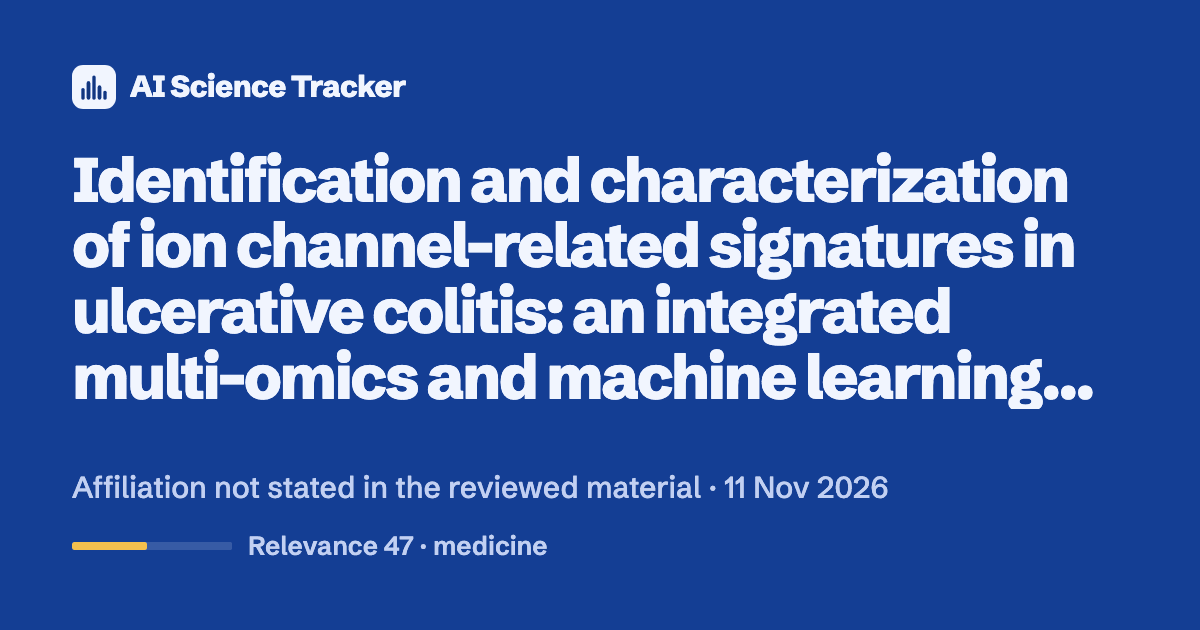 AI Science Tracker
Identification and characterization
of ion channel-related signatures in
ulcerative colitis: an integrated
multi-omics and machine learning...
Affiliation not stated in the reviewed material · 11 Nov 2026
Relevance 47 · medicine